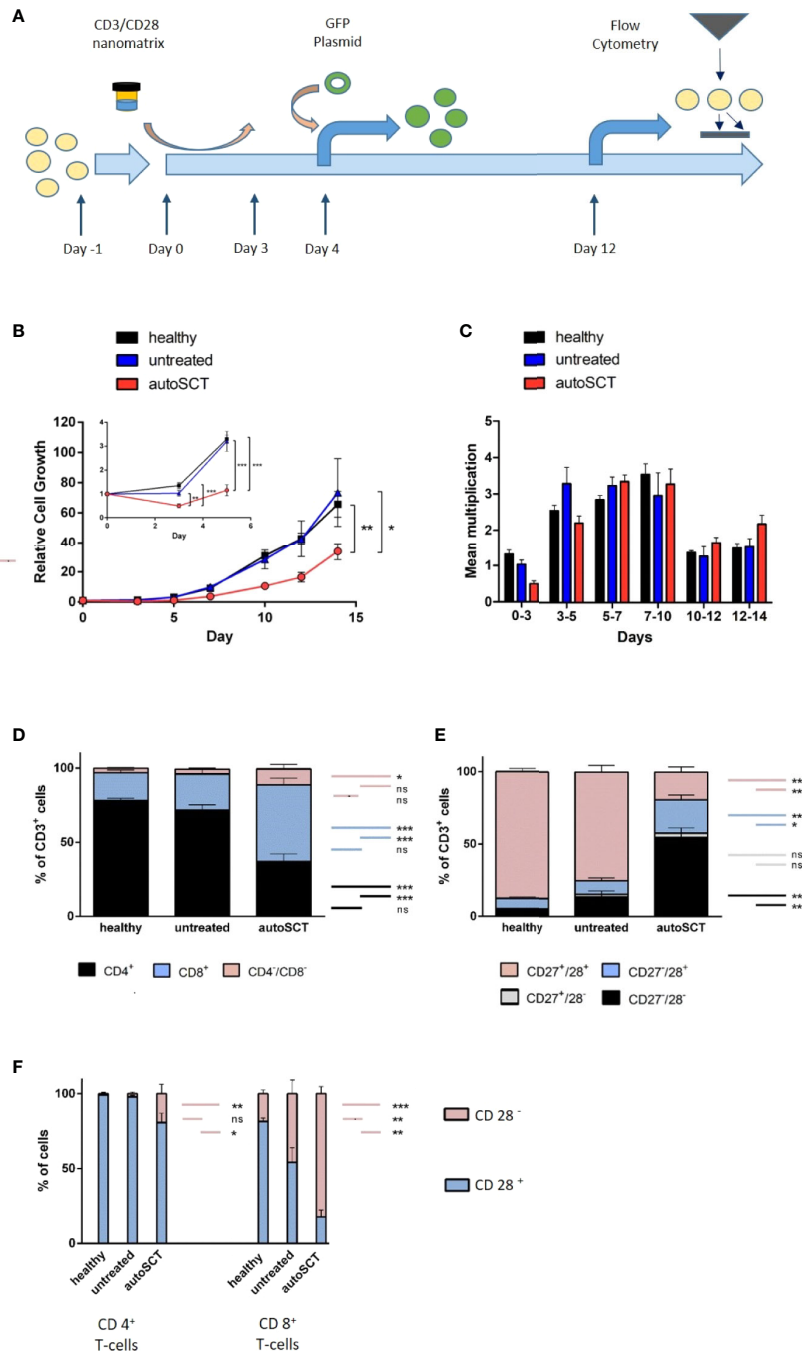 A
CD3/CD28
nanomatrix
GFP
Plasmid
Flow
Cytometry
Day -1
Day 0
Day 3
Day 4
Day 12
B
healthy
untreated
autoSCT
Relative Cell Growth
120
100
80
60
40
20
0
0
5
10
15
Day
4
3
2
1
0
0
2
4
6
Day
**
***
***
***
**
*
C
healthy
untreated
autoSCT
Mean multiplication
5
4
3
2
1
0
0-3
3-5
5-7
7-10
10-12
12-14
Days
D
% of CD3⁺ cells
100
50
0
healthy
untreated
autoSCT
*
ns
ns
***
***
ns
***
***
ns
CD4⁺
CD8⁺
CD4⁻/CD8⁻
E
% of CD3⁺ cells
100
50
0
healthy
untreated
autoSCT
**
**
**
*
ns
ns
**
**
CD27⁺/28⁺
CD27⁻/28⁺
CD27⁺/28⁻
CD27⁻/28⁻
F
% of cells
100
50
0
healthy
untreated
autoSCT
healthy
untreated
autoSCT
**
ns
*
***
**
**
CD 28 ⁻
CD 28 ⁺
CD 4⁺
T-cells
CD 8⁺
T-cells